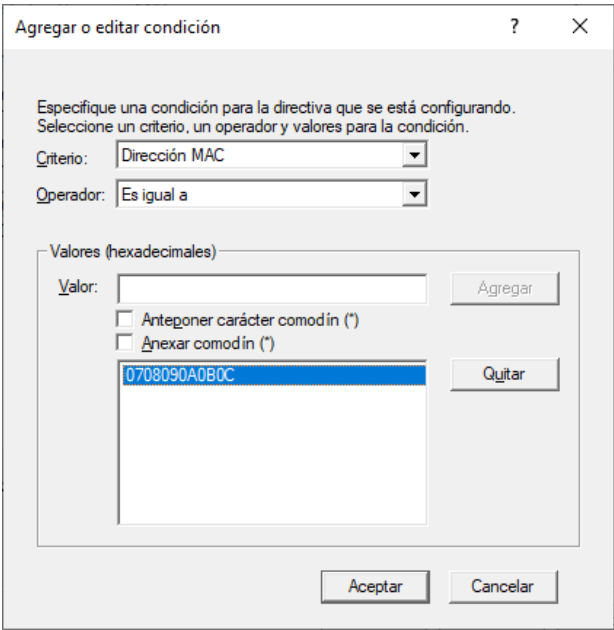 Agregar o editar condición
?
Especifique una condición para la directiva que se está configurando.
Seleccione un criterio, un operador y valores para la condición.
Criterio: Dirección MAC
Operador: Es igual a
Valores (hexadecimales)
Valor: Agregar
Anteponer carácter comodín (*)
Anexar comodín (*)
0708090A0B0C Quitar
Aceptar Cancelar